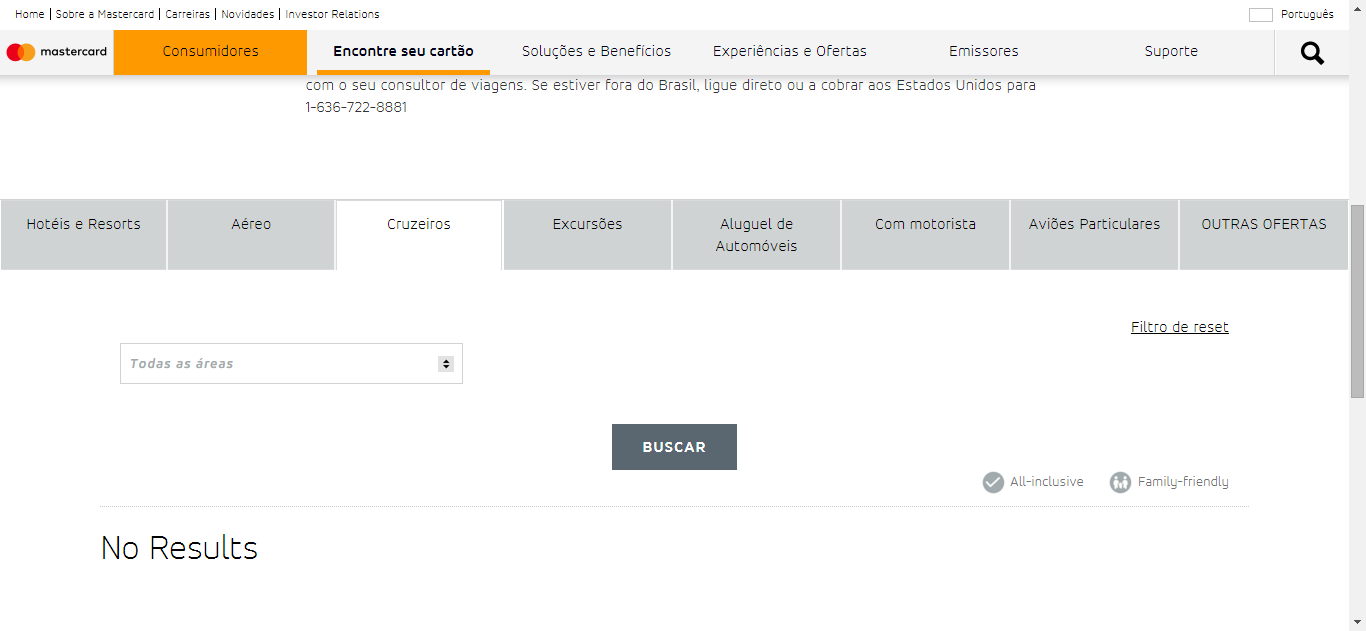 Home | Sobre a Mastercard | Carreiras | Novidades | Investor Relations
Português
mastercard
Consumidores
Encontre seu cartão
Soluções e Benefícios
Experiências e Ofertas
Emissores
Suporte
com o seu consultor de viagens. Se estiver fora do Brasil, ligue direto ou a cobrar aos Estados Unidos para
1-636-722-8881
Hotéis e Resorts
Aéreo
Cruzeiros
Excursões
Aluguel de
Automóveis
Com motorista
Aviões Particulares
OUTRAS OFERTAS
Filtro de reset
Todas as áreas
BUSCAR
All-inclusive
Family-friendly
No Results